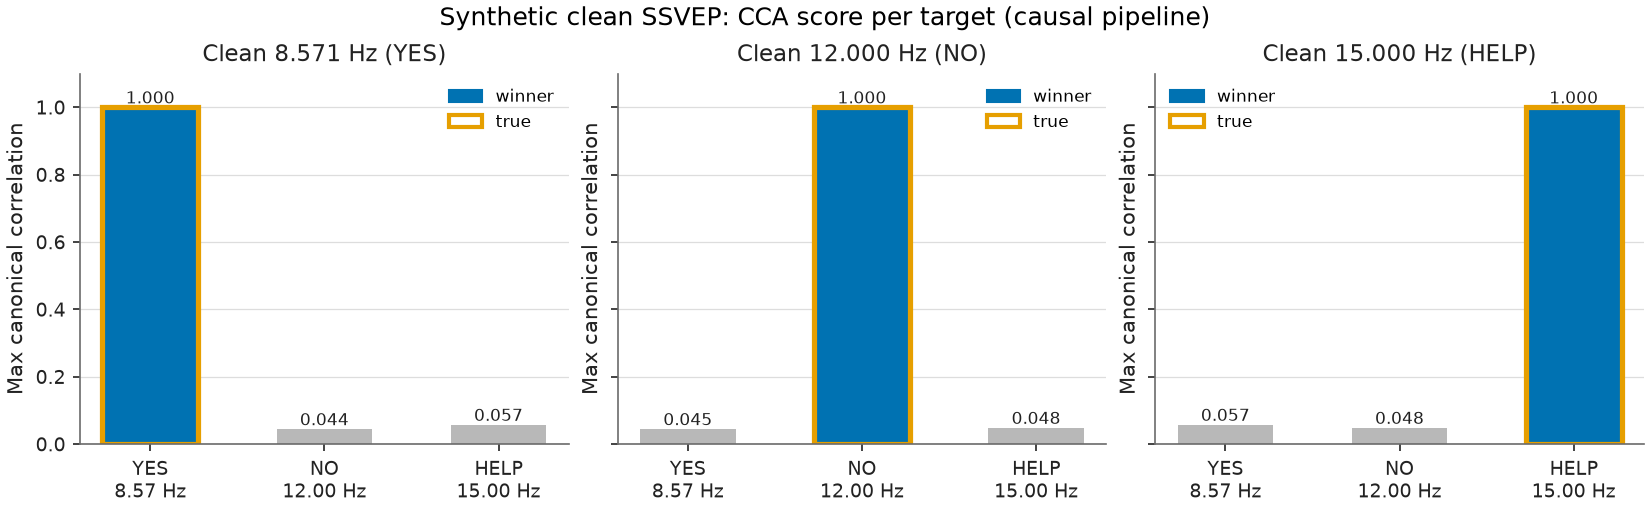 Synthetic clean SSVEP: CCA score per target (causal pipeline)
Clean 8.571 Hz (YES)
Max canonical correlation
1.0
0.8
0.6
0.4
0.2
0.0
1.000
0.044
0.057
winner
true
YES
8.57 Hz
NO
12.00 Hz
HELP
15.00 Hz
Clean 12.000 Hz (NO)
Max canonical correlation
0.045
1.000
0.048
winner
true
YES
8.57 Hz
NO
12.00 Hz
HELP
15.00 Hz
Clean 15.000 Hz (HELP)
Max canonical correlation
winner
true
0.057
0.048
1.000
YES
8.57 Hz
NO
12.00 Hz
HELP
15.00 Hz